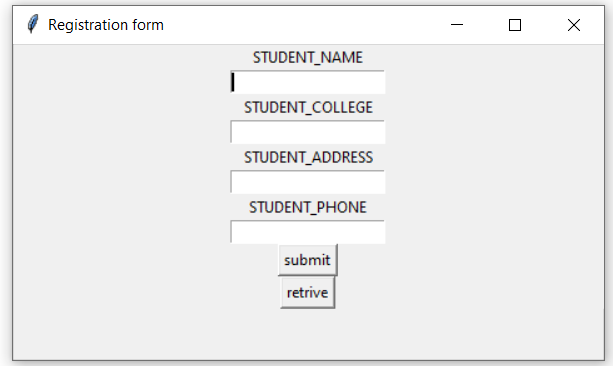 Registration form
STUDENT_NAME
STUDENT_COLLEGE
STUDENT_ADDRESS
STUDENT_PHONE
submit
retrive